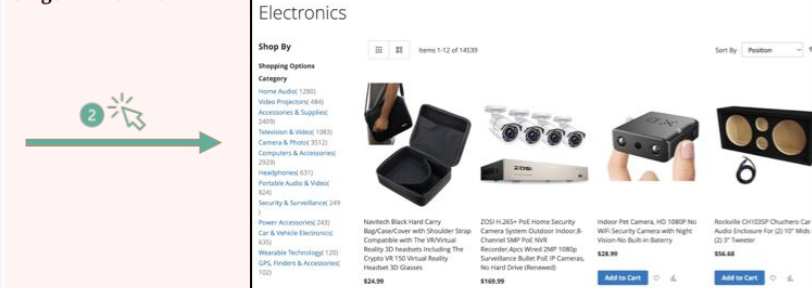 Electronics
Shop By
Items 1-12 of 14539
Sort By Position
Shopping Options
Category
Home Audio( 1280)
Video Projectors( 484)
Accessories & Supplies(
2409)
Television & Video( 1083)
Camera & Photo( 3512)
Computers & Accessories(
2929)
Headphones( 631)
Portable Audio & Video(
824)
Security & Surveillance( 249
)
Power Accessories( 243)
Car & Vehicle Electronics(
635)
Wearable Technology( 120)
GPS, Finders & Accessories(
102)
2
ZOSI
Navitech Black Hard Carry
Bag/Case/Cover with Shoulder Strap
Compatible with The VR/Virtual
Reality 3D headsets Including The
Crypto VR 150 Virtual Reality
Headset 3D Glasses
$24.99
ZOSI H.265+ PoE Home Security
Camera System Outdoor Indoor,8-
Channel 5MP PoE NVR
Recorder,4pcs Wired 2MP 1080p
Surveillance Bullet PoE IP Cameras,
No Hard Drive (Renewed)
$169.99
Indoor Pet Camera, HD 1080P No
WiFi Security Camera with Night
Vision-No Built-in Baterry
$28.99
Add to Cart
Rockville CH103SP Chuchero Car
Audio Enclosure For (2) 10" Mids
(2) 3" Tweeter
$56.68
Add to Cart